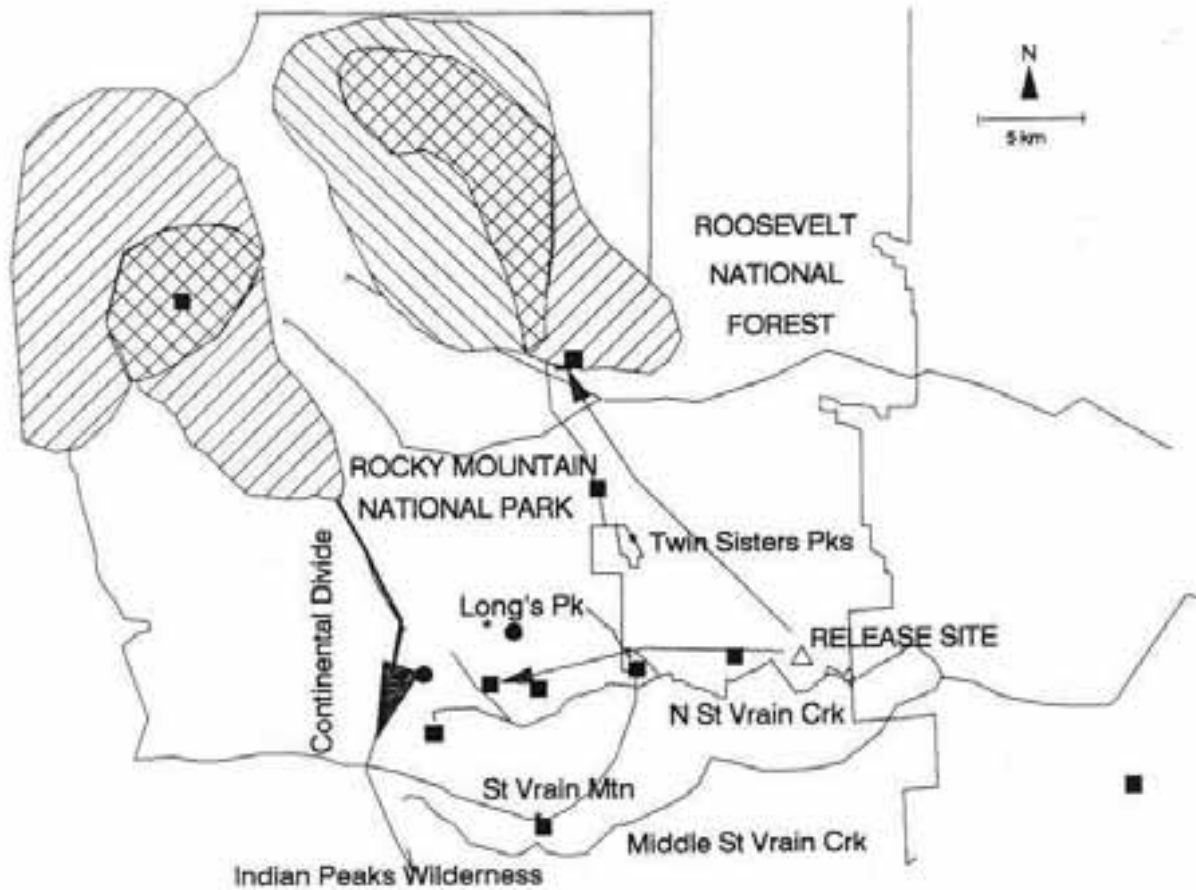 N
5 km
ROOSEVELT
NATIONAL
FOREST
ROCKY MOUNTAIN
NATIONAL PARK
Twin Sisters Pks
Continental Divide
Long's Pk
RELEASE SITE
N St Vrain Crk
St Vrain Mtn
Middle St Vrain Crk
Indian Peaks Wilderness